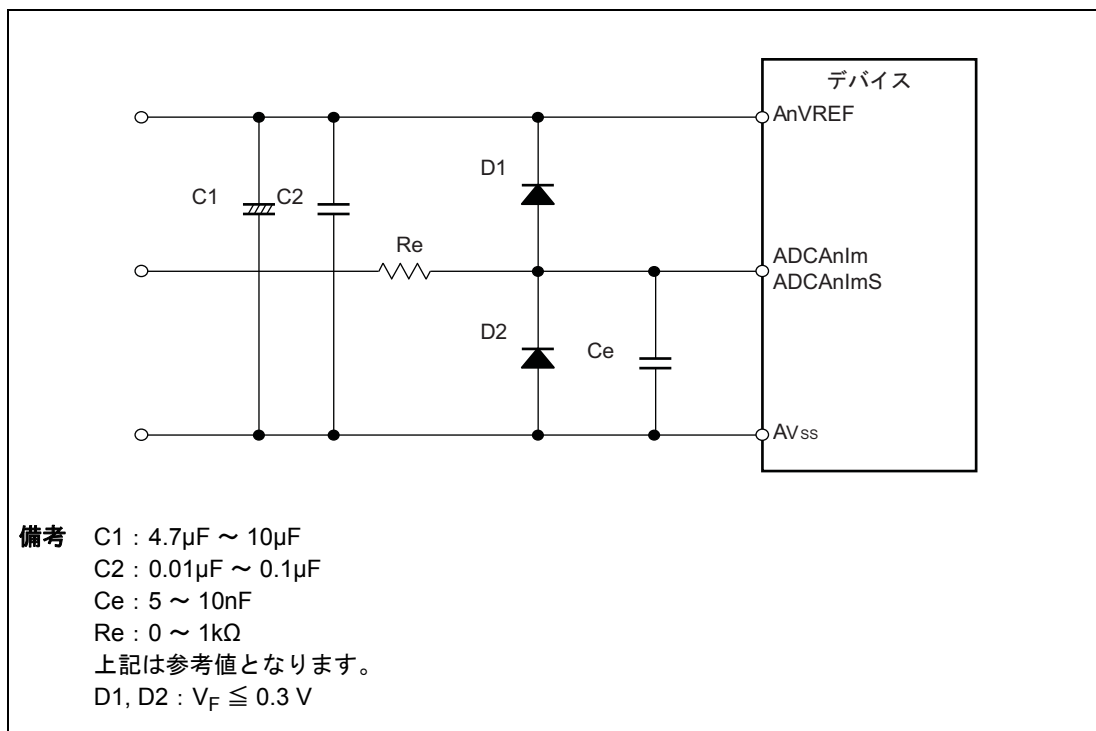 デバイス
AnVREF
D1
C1
C2
Re
ADCAnIm
ADCAnImS
D2
Ce
AVSS
備考 C1 : 4.7µF ～ 10µF
C2 : 0.01µF ～ 0.1µF
Ce : 5 ～ 10nF
Re : 0 ～ 1kΩ
上記は参考値となります。
D1, D2 : VF ≦ 0.3 V